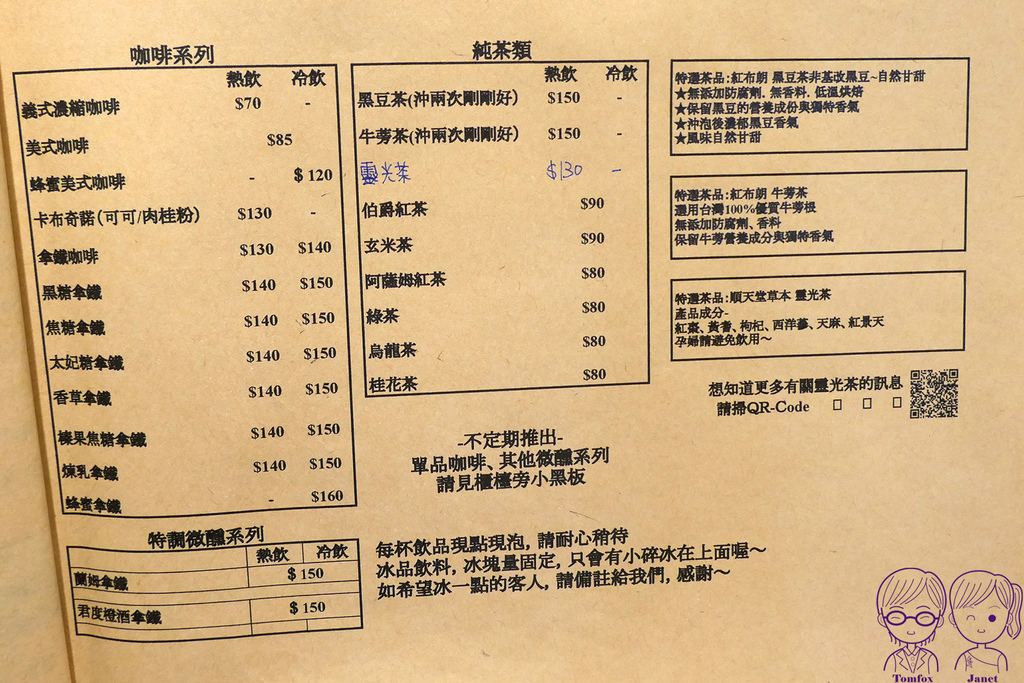 咖啡系列
熱飲 冷飲
義式濃縮咖啡 $70 -
美式咖啡 $85
蜂蜜美式咖啡 - $120
卡布奇諾(可可/肉桂粉) $130 -
拿鐵咖啡 $130 $140
黑糖拿鐵 $140 $150
焦糖拿鐵 $140 $150
太妃糖拿鐵 $140 $150
香草拿鐵 $140 $150
榛果焦糖拿鐵 $140 $150
煉乳拿鐵 $140 $150
蜂蜜拿鐵 - $160
特調微醺系列
熱飲 冷飲
蘭姆拿鐵 $150
君度橙酒拿鐵 $150
純茶類
熱飲 冷飲
黑豆茶(沖兩次剛剛好) $150 -
牛蒡茶(沖兩次剛剛好) $150 -
靈光茶 $130 -
伯爵紅茶 $90
玄米茶 $90
阿薩姆紅茶 $80
綠茶 $80
烏龍茶 $80
桂花茶 $80
-不定期推出-
單品咖啡、其他微醺系列
請見櫃檯旁小黑板
每杯飲品現點現泡, 請耐心稍待
冰品飲料, 冰塊量固定, 只會有小碎冰在上面喔～
如希望冰一點的客人, 請備註給我們, 感謝～
特選茶品:紅布朗 黑豆茶非基改黑豆~自然甘甜
★無添加防腐劑. 無香料. 低溫烘焙
★保留黑豆的營養成份與獨特香氣
★沖泡後濃郁黑豆香氣
★風味自然甘甜
特選茶品:紅布朗 牛蒡茶
選用台灣100%優質牛蒡根
無添加防腐劑、香料
保留牛蒡營養成分與獨特香氣
特選茶品:順天堂草本 靈光茶
產品成分-
紅棗、黃耆、枸杞、西洋蔘、天麻、紅景天
孕婦請避免飲用～
想知道更多有關靈光茶的訊息
請掃QR-Code
Tomfox Janet